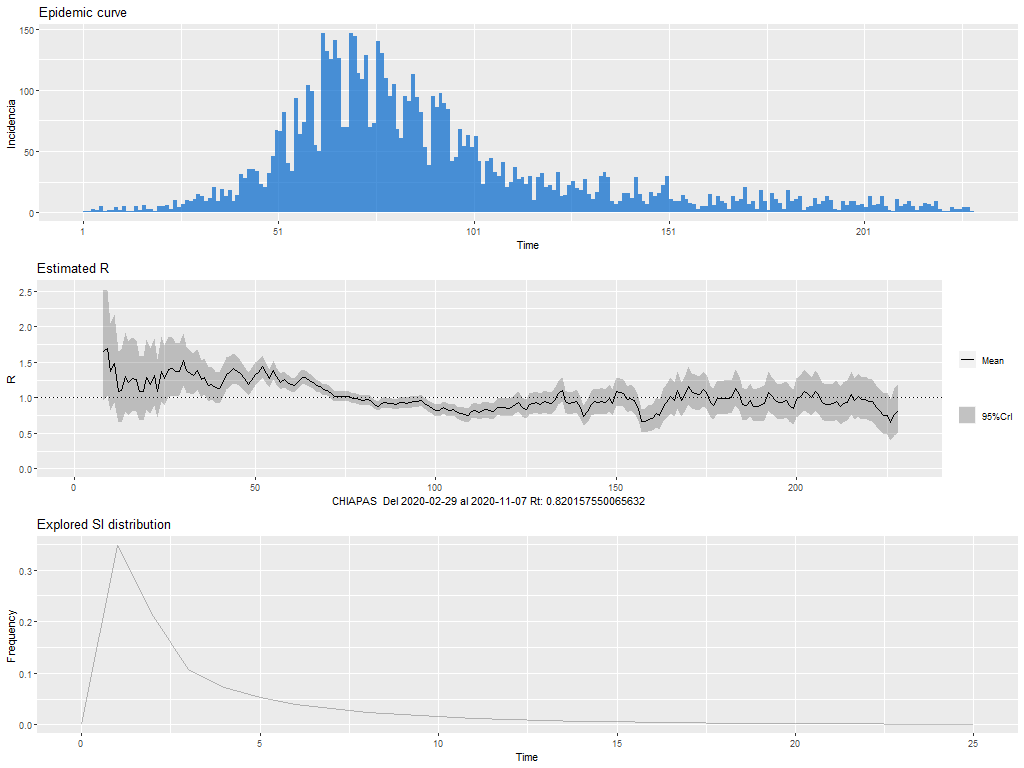 Epidemic curve
150
100
50
0
Incidencia
1 51 101 151 201
Time
Estimated R
2.5
2.0
1.5
1.0
0.5
0.0
R
Mean
95%CrI
0 50 100 150 200
CHIAPAS Del 2020-02-29 al 2020-11-07 Rt: 0.820157550065632
Explored SI distribution
0.3
0.2
0.1
0.0
Frequency
0 5 10 15 20 25
Time